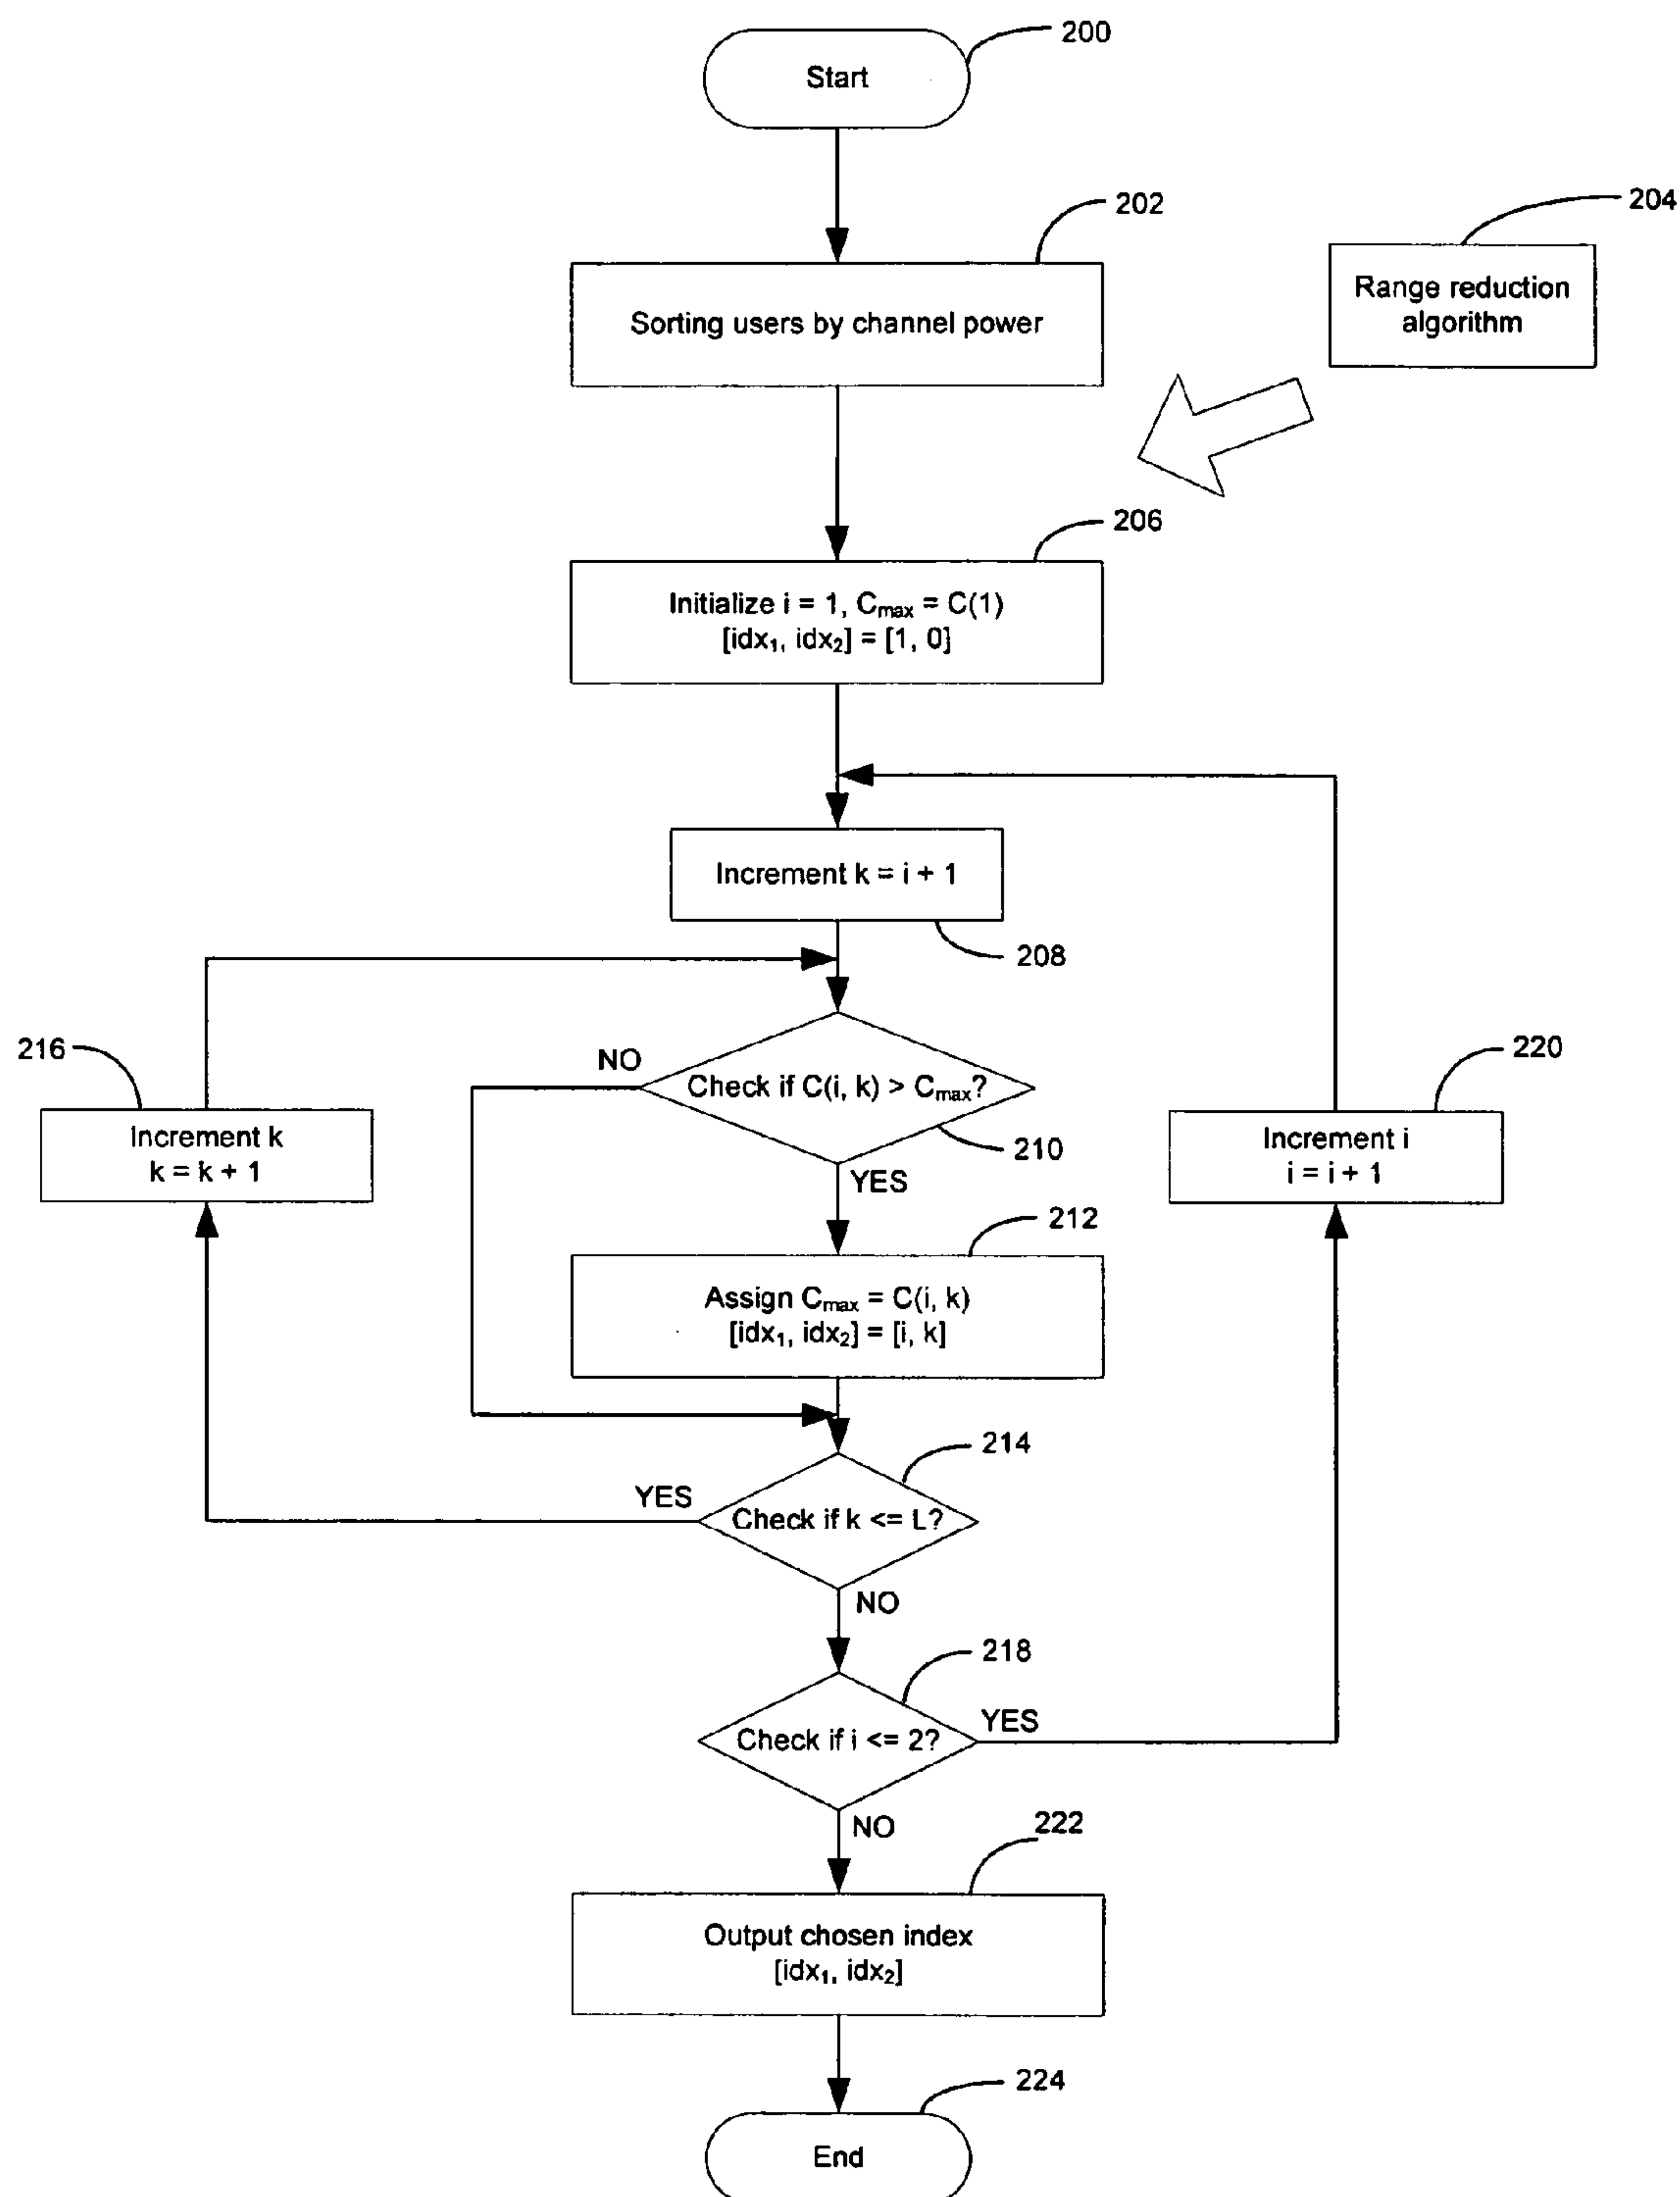 200
Start
202
204
Sorting users by channel power
Range reduction
algorithm
206
Initialize i = 1, Cmax = C(1)
[idx1, idx2] = [1, 0]
Increment k = i + 1
208
216
NO
Check if C(i, k) > Cmax?
220
Increment k
k = k + 1
210
Increment i
i = i + 1
YES
212
Assign Cmax = C(i, k)
[idx1, idx2] = [i, k]
214
YES
Check if k <= L?
NO
218
Check if i <= 2?
YES
NO
222
Output chosen index
[idx1, idx2]
224
End